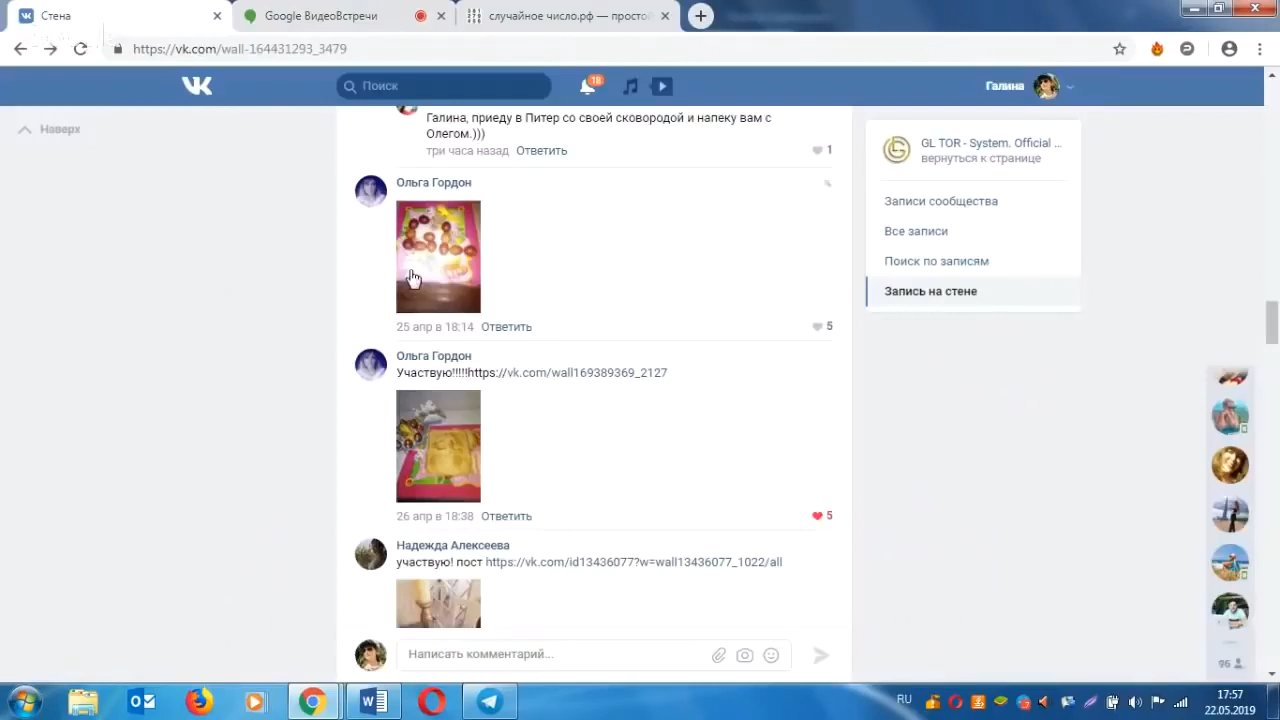 Стена
Google ВидеоВстречи
случайное число.рф — простой
https://vk.com/wall-164431293_3479
Поиск
18
Галина
Наверх
Галина, приеду в Питер со своей сковородой и напеку вам с
Олегом.)))
три часа назад Ответить
1
Ольга Гордон
25 апр в 18:14 Ответить
5
Ольга Гордон
Участвую!!!!!https://vk.com/wall169389369_2127
26 апр в 18:38 Ответить
5
Надежда Алексеева
участвую! пост https://vk.com/id13436077?w=wall13436077_1022/all
Написать комментарий...
GL TOR - System. Official ...
вернуться к странице
Записи сообщества
Все записи
Поиск по записям
Запись на стене
96
RU
17:57
22.05.2019